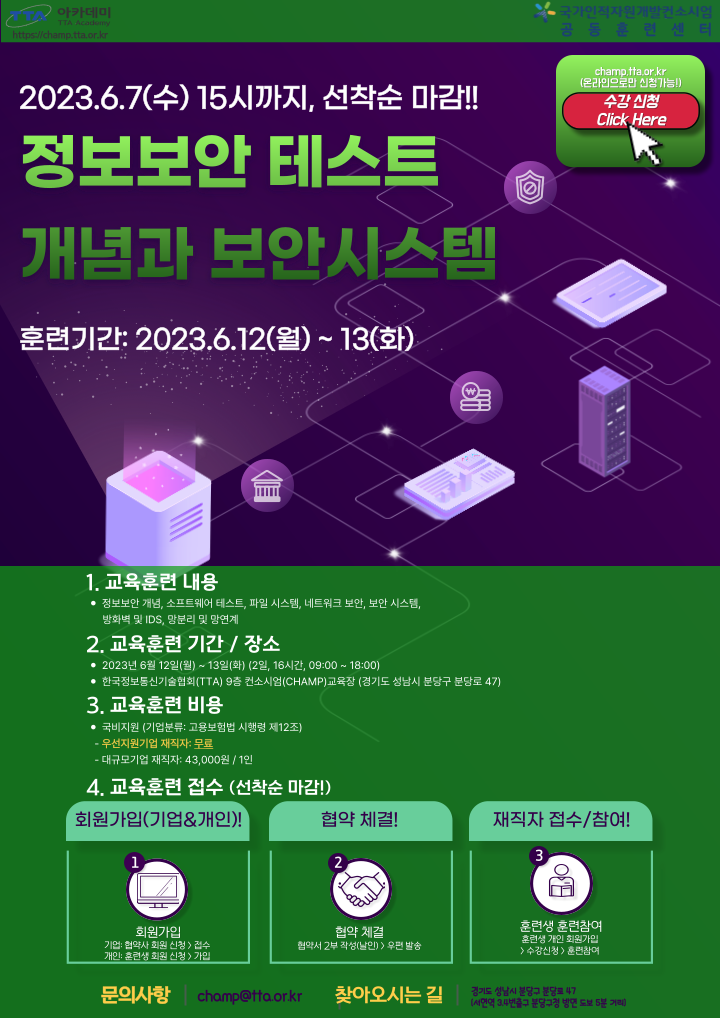 TTA 아카데미
TTA Academy
https://champ.tta.or.kr
국가인적자원개발컨소시엄
공동훈련센터
champ.tta.or.kr
(온라인으로만 신청가능!)
수강 신청
Click Here
2023.6.7(수) 15시까지, 선착순 마감!!
정보보안 테스트
개념과 보안시스템
훈련기간: 2023.6.12(월) ~ 13(화)
1. 교육훈련 내용
• 정보보안 개념, 소프트웨어 테스트, 파일 시스템, 네트워크 보안, 보안 시스템,
방화벽 및 IDS, 망분리 및 망연계
2. 교육훈련 기간 / 장소
• 2023년 6월 12일(월) ~ 13일(화) (2일, 16시간, 09:00 ~ 18:00)
• 한국정보통신기술협회(TTA) 9층 컨소시엄(CHAMP)교육장 (경기도 성남시 분당구 분당로 47)
3. 교육훈련 비용
• 국비지원 (기업분류: 고용보험법 시행령 제12조)
- 우선지원기업 재직자: 무료
- 대규모기업 재직자: 43,000원 / 1인
4. 교육훈련 접수 (선착순 마감!)
회원가입(기업&개인)!
1
회원가입
기업: 협약사 회원 신청 > 접수
개인: 훈련생 회원 신청 > 가입
협약 체결!
2
협약 체결
협약서 2부 작성(날인) > 우편 발송
재직자 접수/참여!
3
훈련생 훈련참여
훈련생 개인 회원가입
> 수강신청 > 훈련참여
문의사항 champ@tta.or.kr
찾아오시는 길
경기도 성남시 분당구 분당로 47
(서현역 3,4번출구 분당구청 방면 도보 5분 거리)